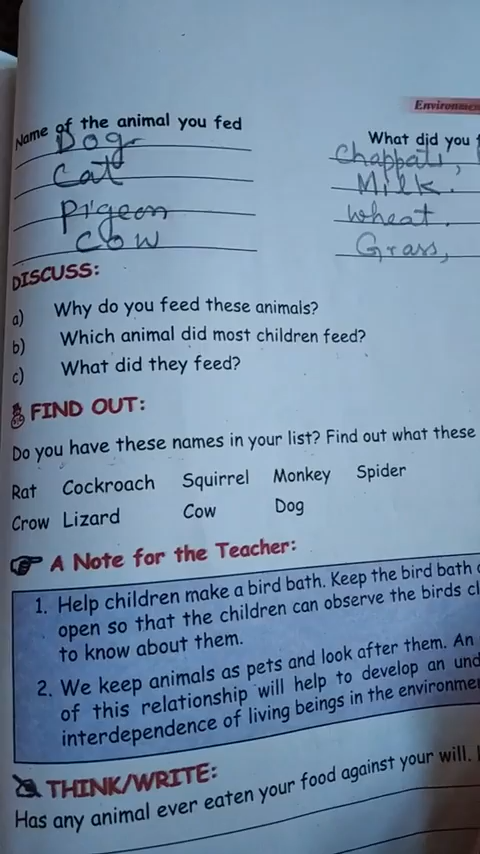 Name of the animal you fed
What did you
Dog
Chappati,
Cat
Milk.
Pigeon
Wheat.
Cow
Grass,
DISCUSS:
a) Why do you feed these animals?
b) Which animal did most children feed?
c) What did they feed?
FIND OUT:
Do you have these names in your list? Find out what these
Rat Cockroach Squirrel Monkey Spider
Crow Lizard Cow Dog
A Note for the Teacher:
1. Help children make a bird bath. Keep the bird bath
open so that the children can observe the birds
to know about them.
2. We keep animals as pets and look after them. An
of this relationship will help to develop an
interdependence of living beings in the
THINK/WRITE:
Has any animal ever eaten your food against your will.